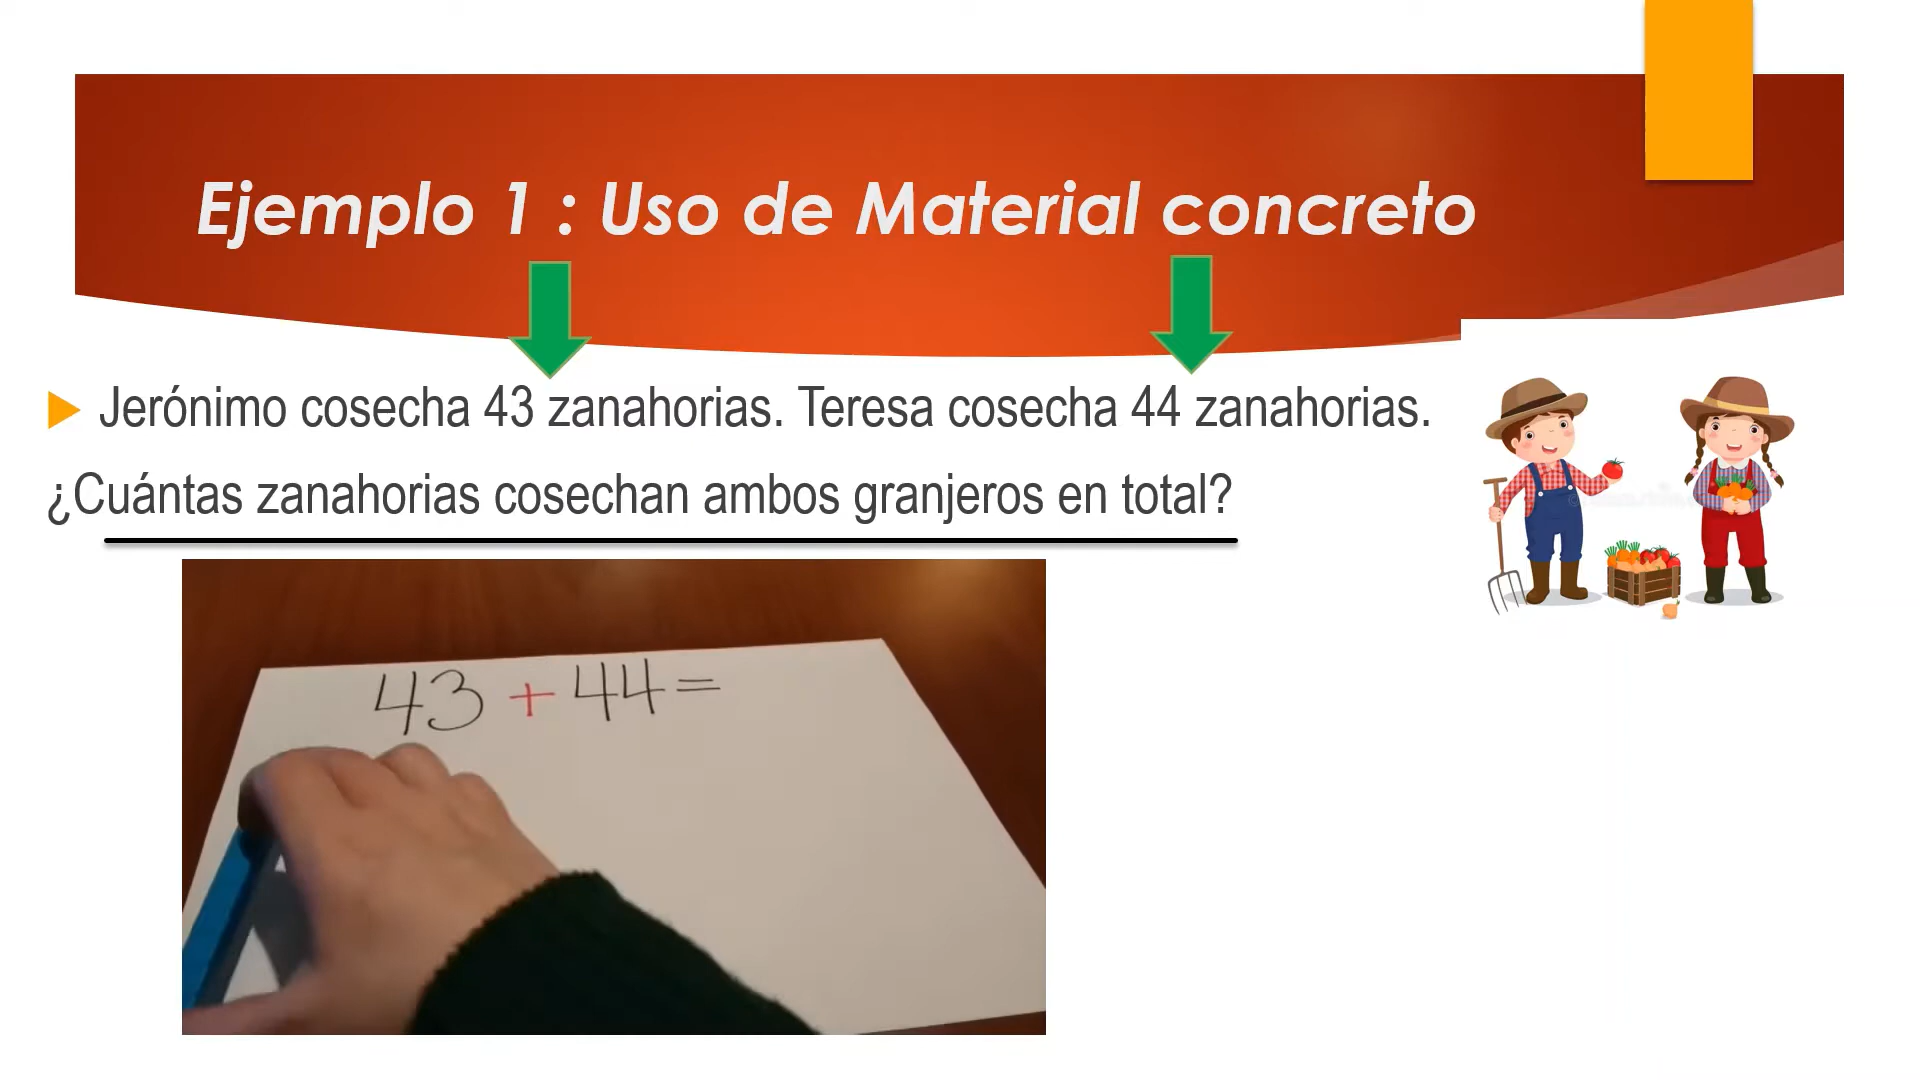 Ejemplo 1 : Uso de Material concreto
Jerónimo cosecha 43 zanahorias. Teresa cosecha 44 zanahorias.
¿Cuántas zanahorias cosechan ambos granjeros en total?
43 + 44 =